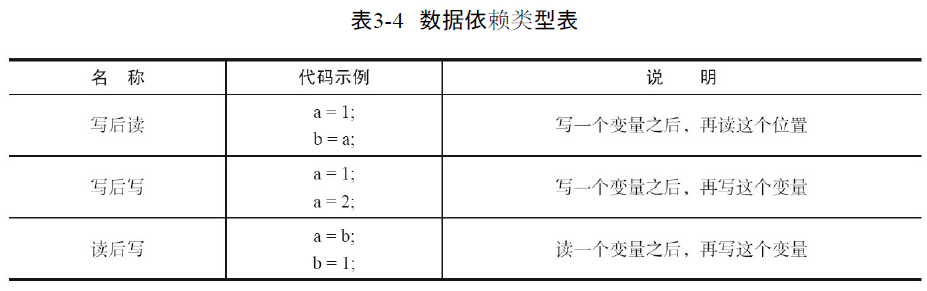 表3-4 数据依赖类型表
名 称 代码示例 说 明
写后读 a = 1; 写一个变量之后，再读这个位置
b = a;
写后写 a = 1; 写一个变量之后，再写这个变量
a = 2;
读后写 a = b; 读一个变量之后，再写这个变量
b = 1;